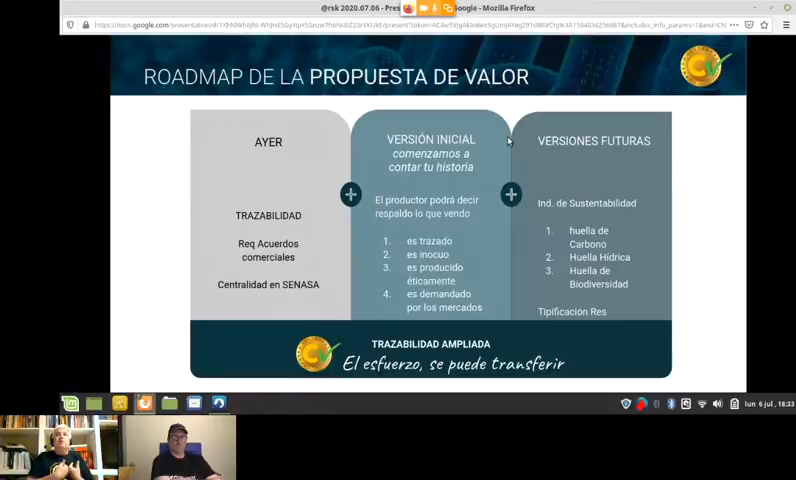 @rsk 2020.07.06 - Pres
Google - Mozilla Firefox
ROADMAP DE LA PROPUESTA DE VALOR
AYER
TRAZABILIDAD
Req Acuerdos
comerciales
Centralidad en SENASA
VERSIÓN INICIAL
comenzamos a
contar tu historia
El productor podrá decir
respaldo lo que vendo
1. es trazado
2. es inocuo
3. es producido
éticamente
4. es demandado
por los mercados
VERSIONES FUTURAS
Ind. de Sustentabilidad
1. huella de
Carbono
2. Huella Hídrica
3. Huella de
Biodiversidad
Tipificación Res
TRAZABILIDAD AMPLIADA
El esfuerzo, se puede transferir
lun 6 jul, 18:33